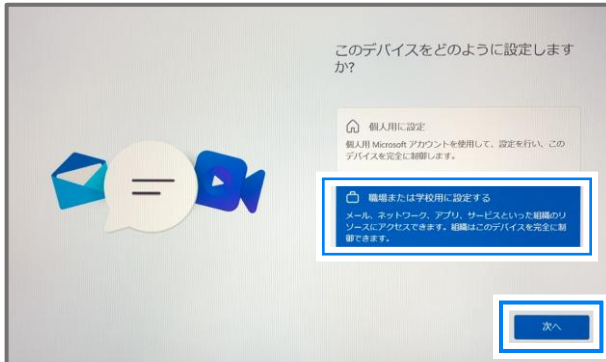 このデバイスをどのように設定します
か?
個人用に設定
個人用 Microsoft アカウントを使用して、設定を行い、この
デバイスを完全に制御します。
職場または学校用に設定する
メール、ネットワーク、アプリ、サービスといった組織のリ
ソースにアクセスできます。組織はこのデバイスを完全に制
御できます。
次へ